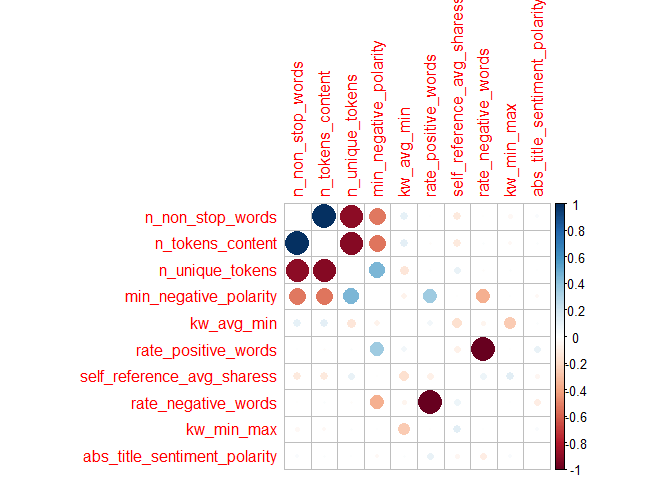 n_non_stop_words
n_tokens_content
n_unique_tokens
min_negative_polarity
kw_avg_min
rate_positive_words
self_reference_avg_sharess
rate_negative_words
kw_min_max
abs_title_sentiment_polarity
n_non_stop_words
n_tokens_content
n_unique_tokens
min_negative_polarity
kw_avg_min
rate_positive_words
self_reference_avg_sharess
rate_negative_words
kw_min_max
abs_title_sentiment_polarity
1
0.8
0.6
0.4
0.2
0
-0.2
-0.4
-0.6
-0.8
-1